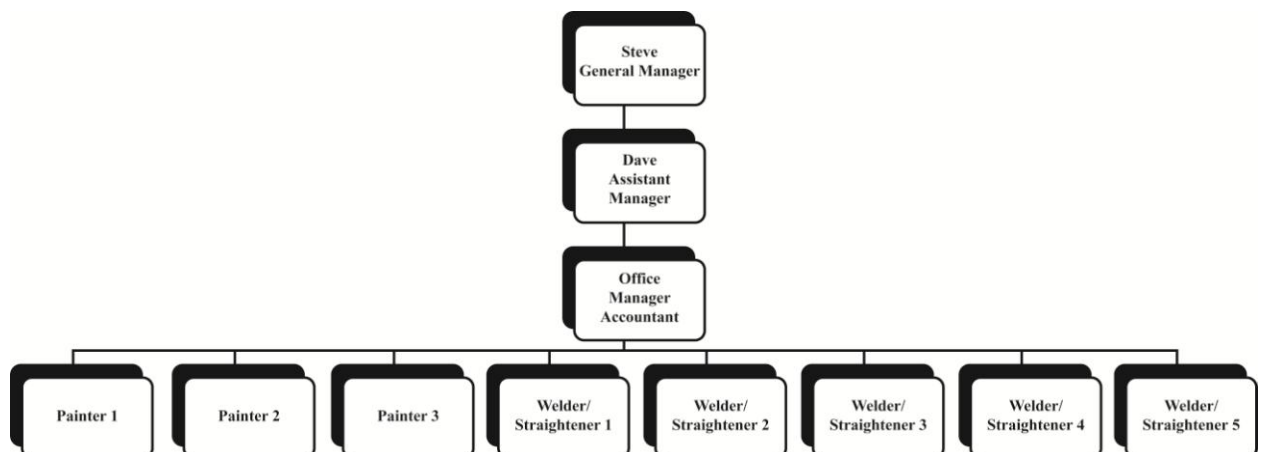 Steve
General Manager
Dave
Assistant
Manager
Office
Manager
Accountant
Painter 1
Painter 2
Painter 3
Welder/
Straightener 1
Welder/
Straightener 2
Welder/
Straightener 3
Welder/
Straightener 4
Welder/
Straightener 5